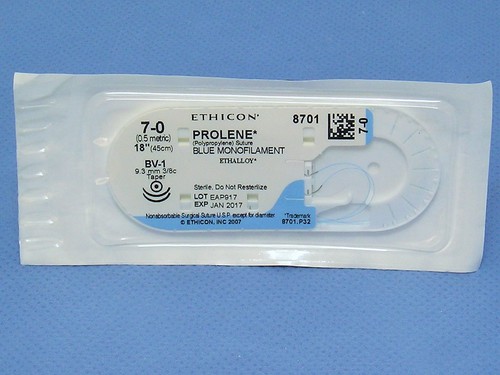 ETHICON*
8701
7-0
(0.5 metric)
18" (45cm)
PROLENE*
(Polypropylene) Suture
BLUE MONOFILAMENT
ETHALLOY*
7-0
BV-1
9.3 mm 3/8c
Taper
Sterile. Do Not Resterilize
LOT EAP917
EXP JAN 2017
Nonabsorbable Surgical Suture U.S.P. except for diameter
© ETHICON, INC 2007
*Trademark
8701.P32